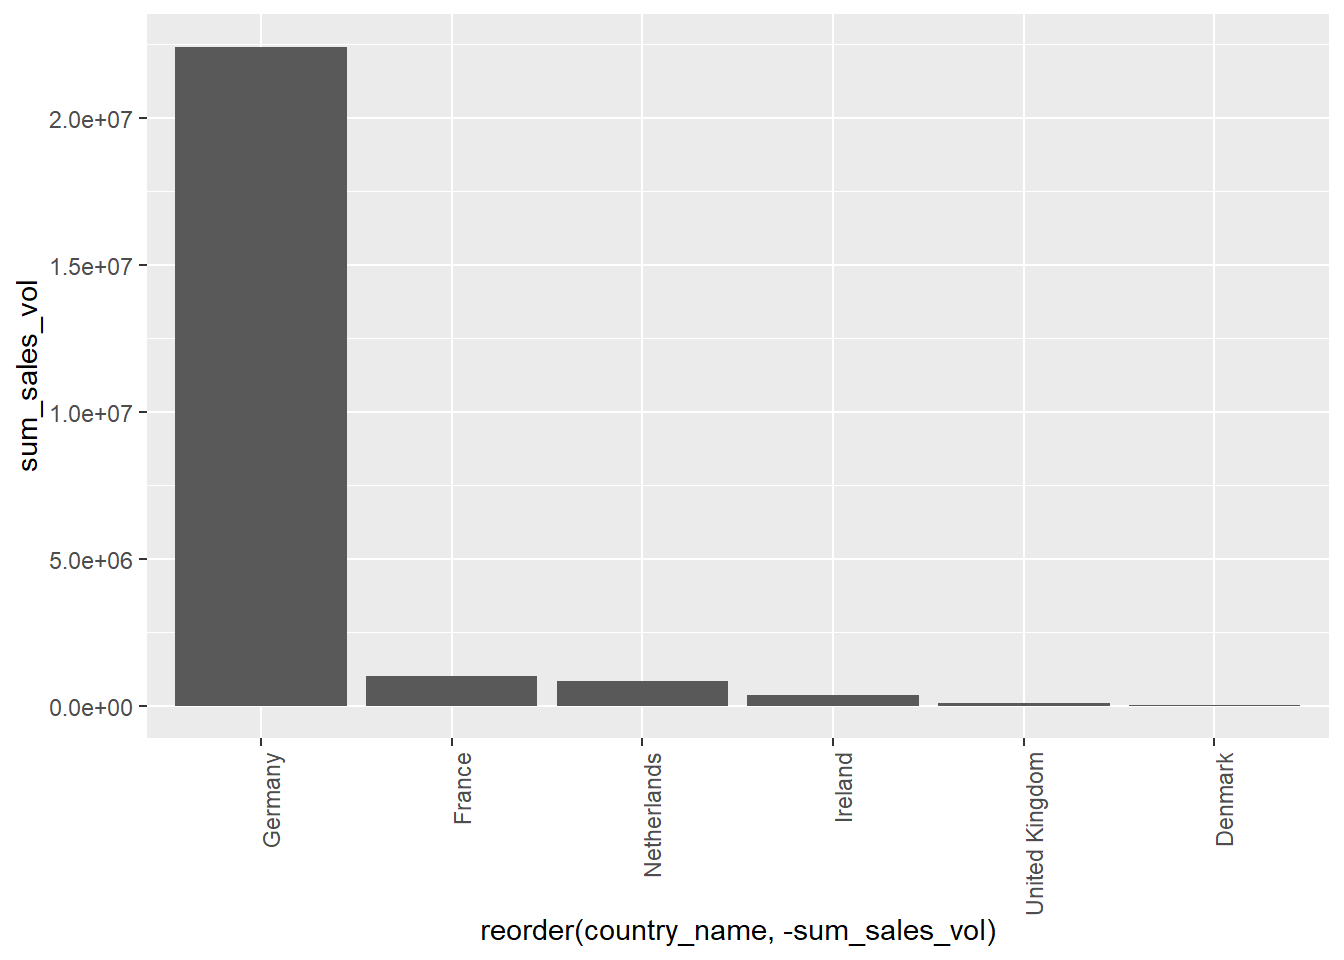 sum_sales_vol
2.0e+07
1.5e+07
1.0e+07
5.0e+06
0.0e+00
Germany
France
Netherlands
Ireland
United Kingdom
Denmark
reorder(country_name, -sum_sales_vol)